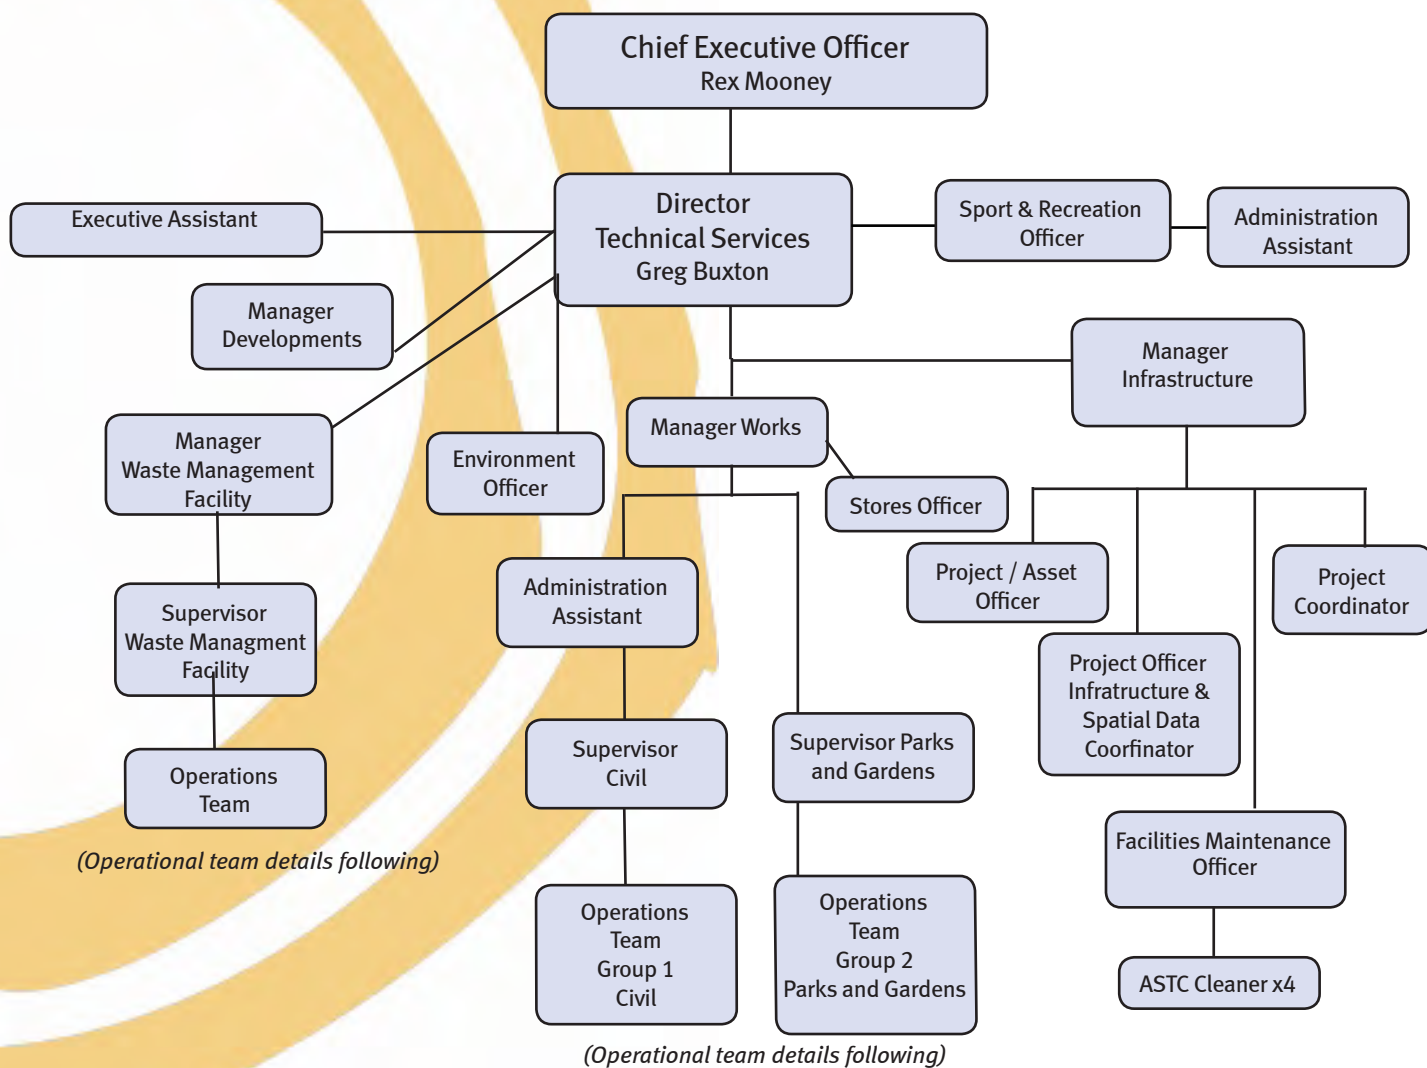 Chief Executive Officer
Rex Mooney
Director
Technical Services
Greg Buxton
Executive Assistant
Sport & Recreation
Officer
Administration
Assistant
Manager
Developments
Manager
Infrastructure
Manager
Waste Management
Facility
Environment
Officer
Manager Works
Stores Officer
Project / Asset
Officer
Project
Coordinator
Administration
Assistant
Supervisor
Waste Managment
Facility
Project Officer
Infratructure &
Spatial Data
Coorfinator
Supervisor
Civil
Supervisor Parks
and Gardens
Operations
Team
(Operational team details following)
Facilities Maintenance
Officer
Operations
Team
Group 1
Civil
Operations
Team
Group 2
Parks and Gardens
ASTC Cleaner x4
(Operational team details following)